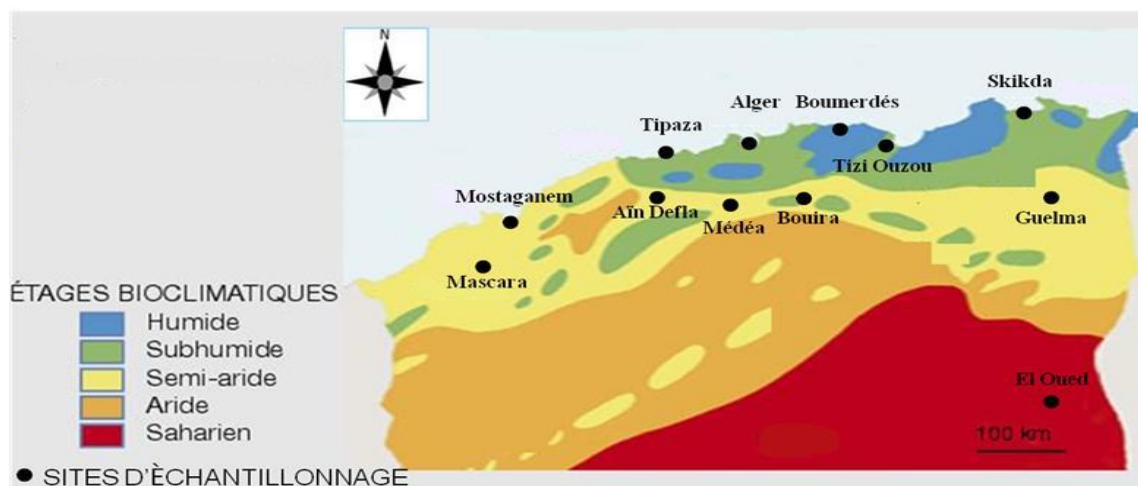 N
Skikda
Alger Boumerdés
Tipaza
Tizi Ouzou
Mostaganem
Aïn Defla
Médéa
Bouira
Guelma
Mascara
ÉTAGES BIOCLIMATIQUES
Humide
Subhumide
Semi-aride
Aride
Saharien
El Oued
100 km
SITES D'ÈCHANTILLONNAGE